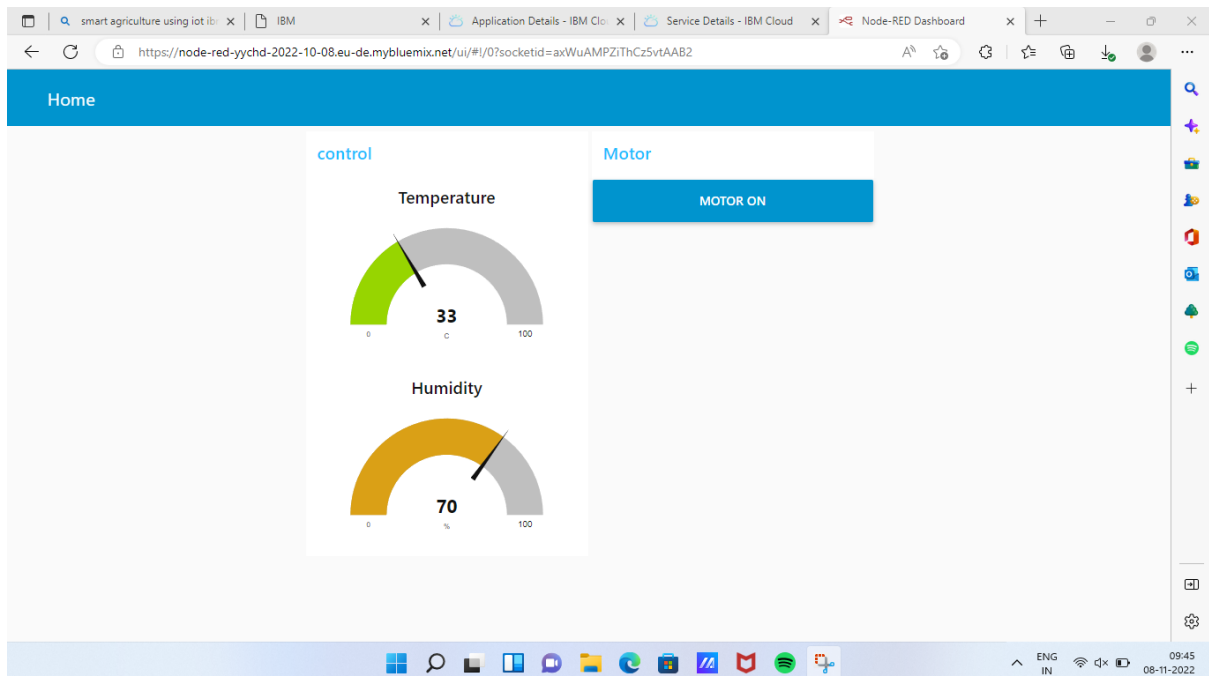 smart agriculture using iot ibm
IBM
Application Details - IBM Clo
Service Details - IBM Cloud
Node-RED Dashboard
https://node-red-yychd-2022-10-08.eu-de.mybluemix.net/ui/#!/0?socketid=axWuAMPZiThCz5vtAAB2
Home
control
Temperature
33
C
0
100
Humidity
70
%
0
100
Motor
MOTOR ON
ENG
IN
09:45
08-11-2022